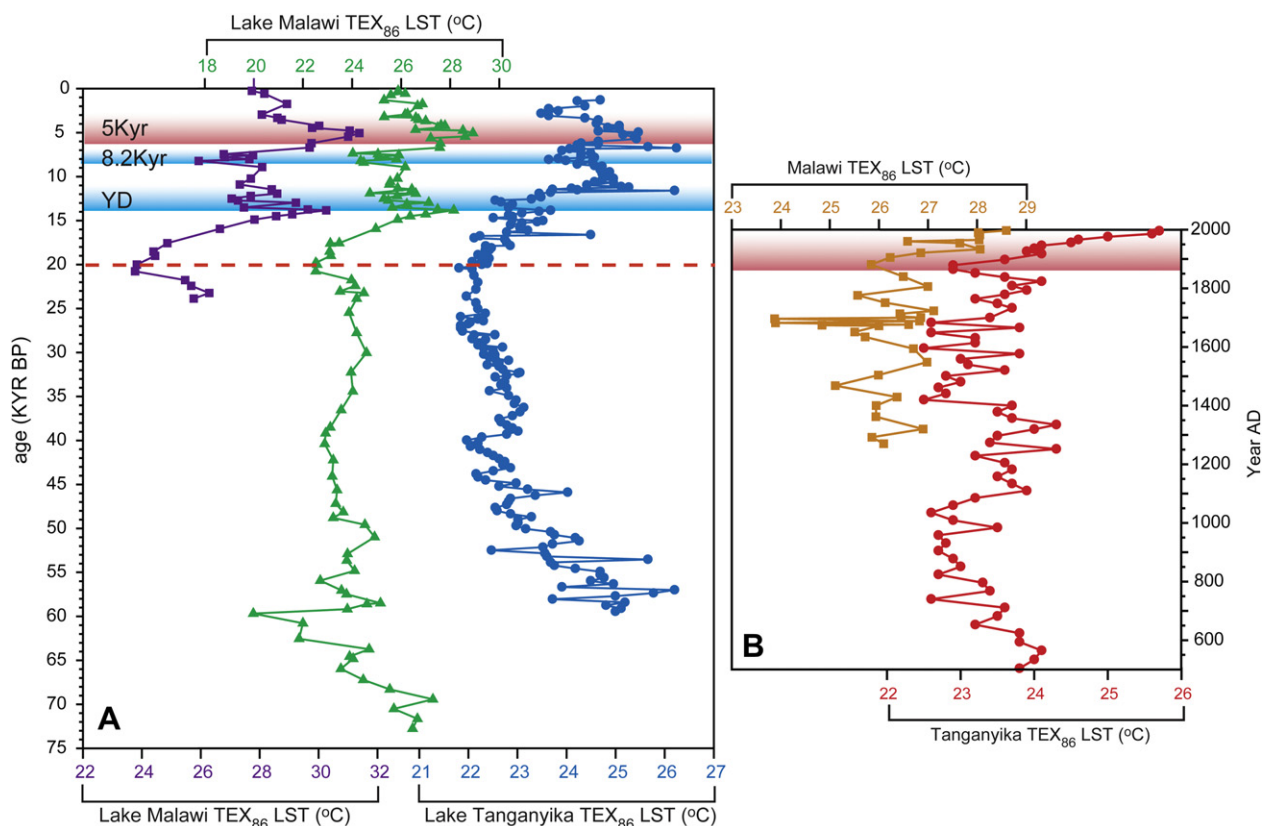 Lake Malawi TEX86 LST (oC)
18 20 22 24 26 28 30
0
5
10
15
20
25
30
35
40
45
50
55
60
65
70
75
age (KYR BP)
5Kyr
8.2Kyr
YD
A
22 24 26 28 30 32 21 22 23 24 25 26 27
Lake Malawi TEX86 LST (oC) Lake Tanganyika TEX86 LST (oC)
Malawi TEX86 LST (oC)
23 24 25 26 27 28 29
2000
1800
1600
1400
1200
1000
800
600
Year AD
B
22 23 24 25 26
Tanganyika TEX86 LST (oC)